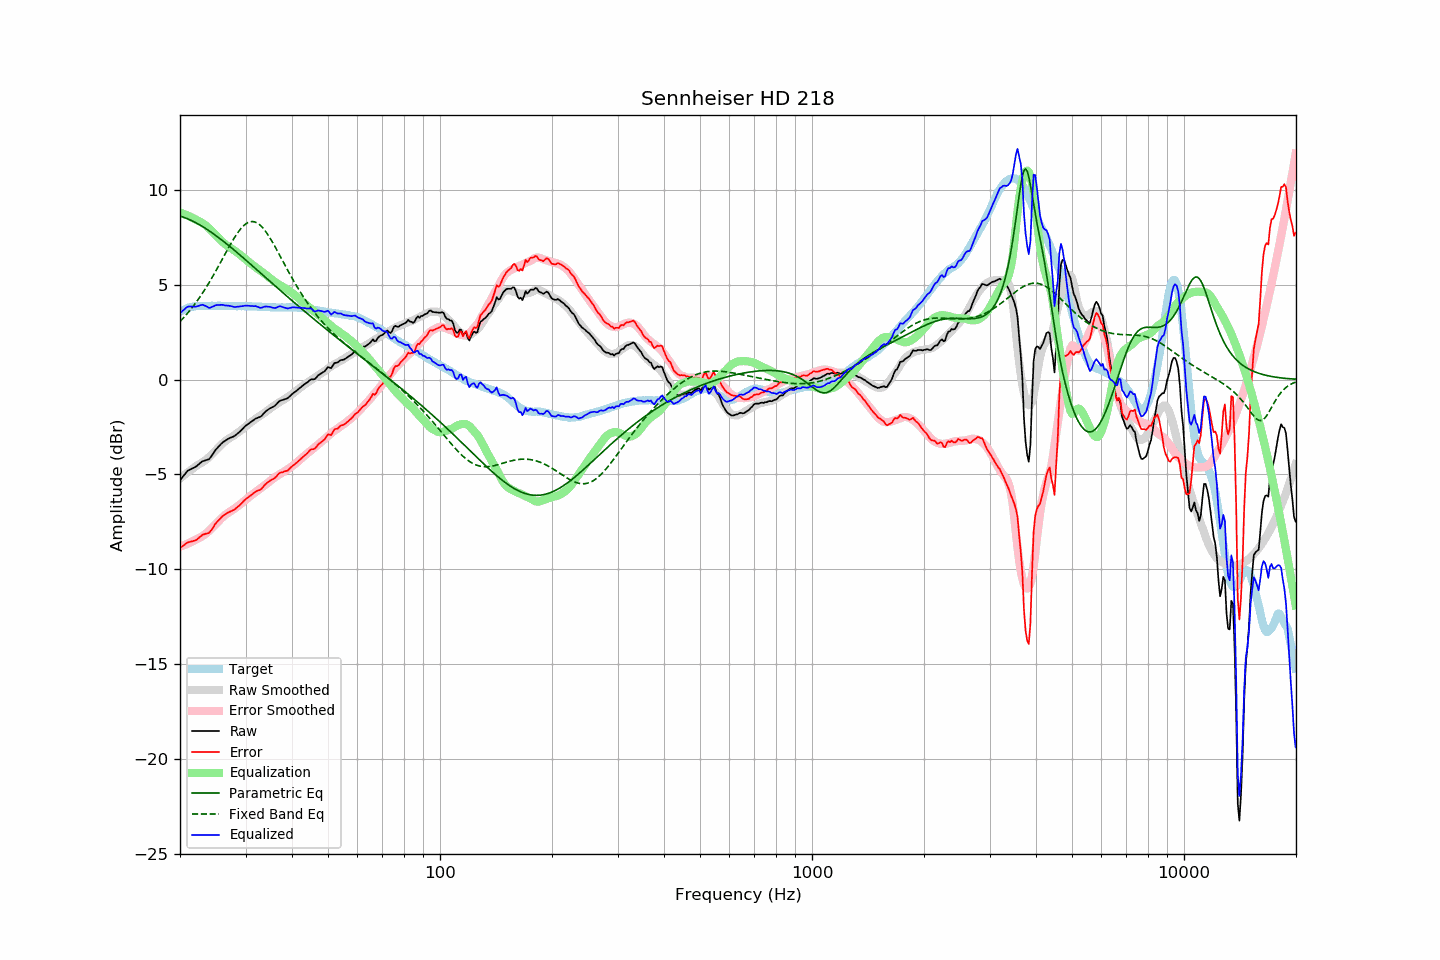 Sennheiser HD 218
10
5
0
−5
−10
−15
−20
−25
Amplitude (dBr)
Target
Raw Smoothed
Error Smoothed
Raw
Error
Equalization
Parametric Eq
Fixed Band Eq
Equalized
100
1000
10000
Frequency (Hz)